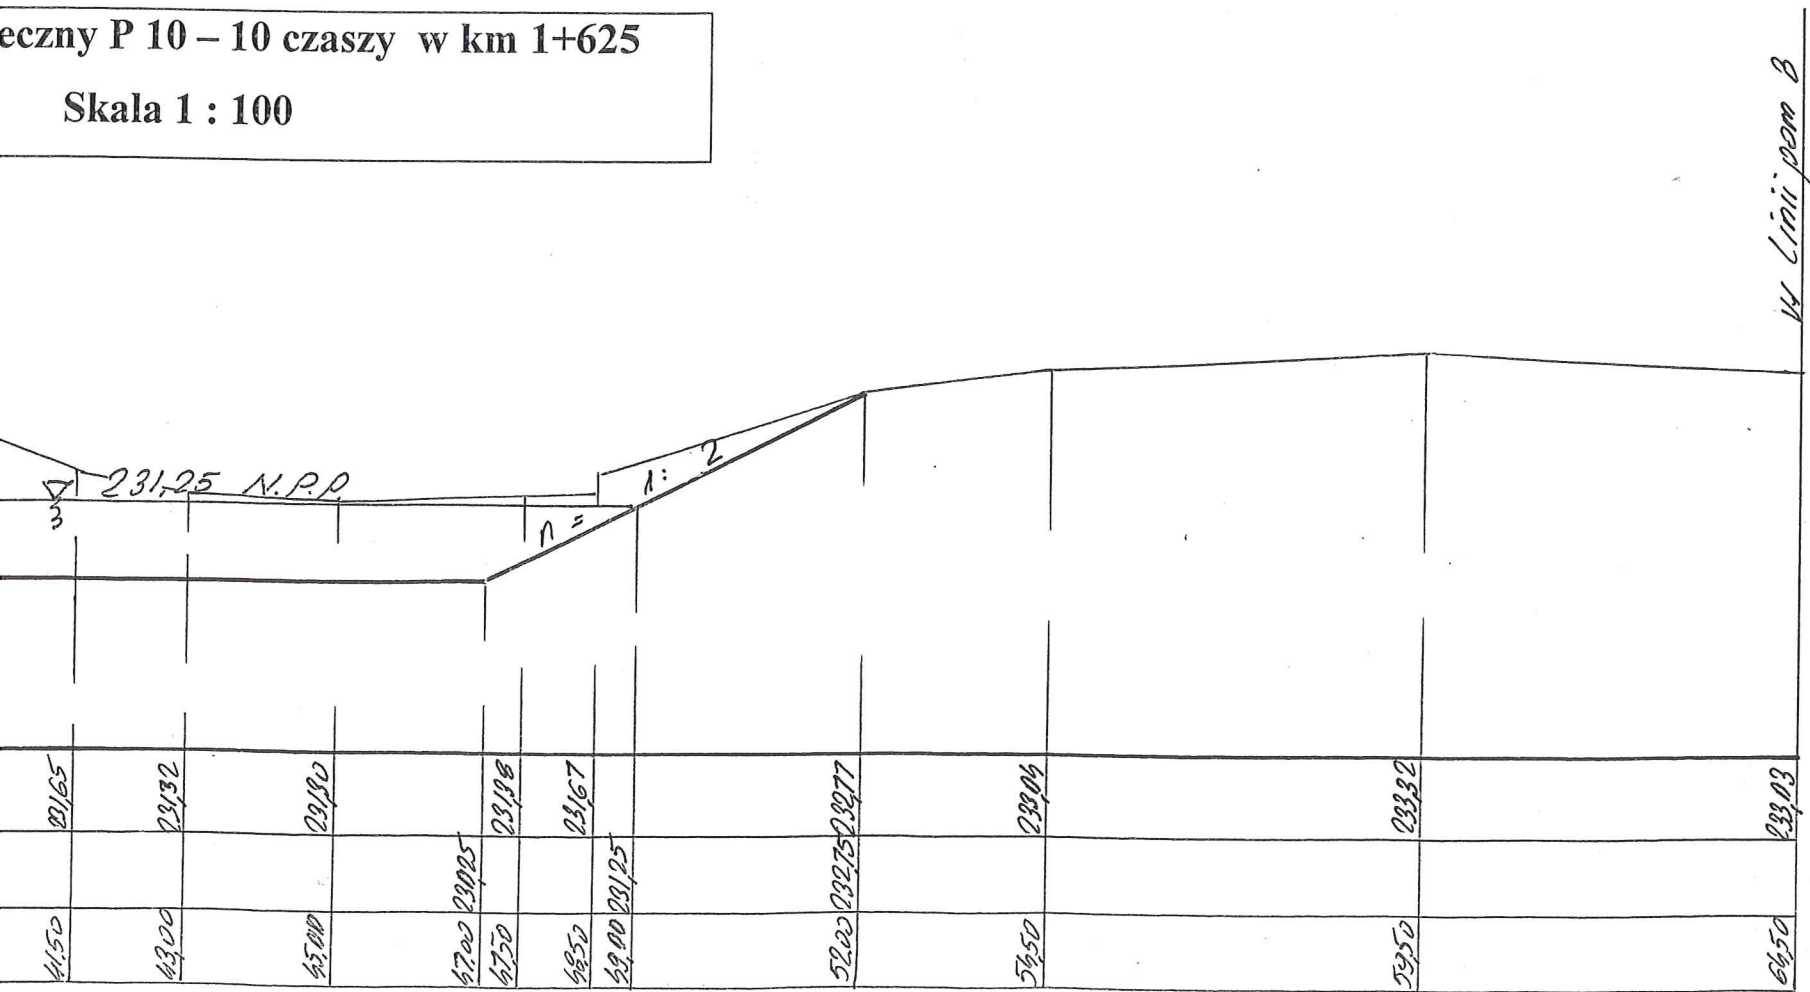 eczny P 10 – 10 czaszy w km 1+625
Skala 1 : 100
W Linii pom B
231,25 N.P.P.
3
n = 1: 2
231,65 231,32 231,30 231,38 231,67 232,77 233,04 233,32 233,03
230,25 231,25 232,75
41,50 43,00 45,00 47,00 47,50 48,50 49,00 52,00 54,50 59,50 64,50